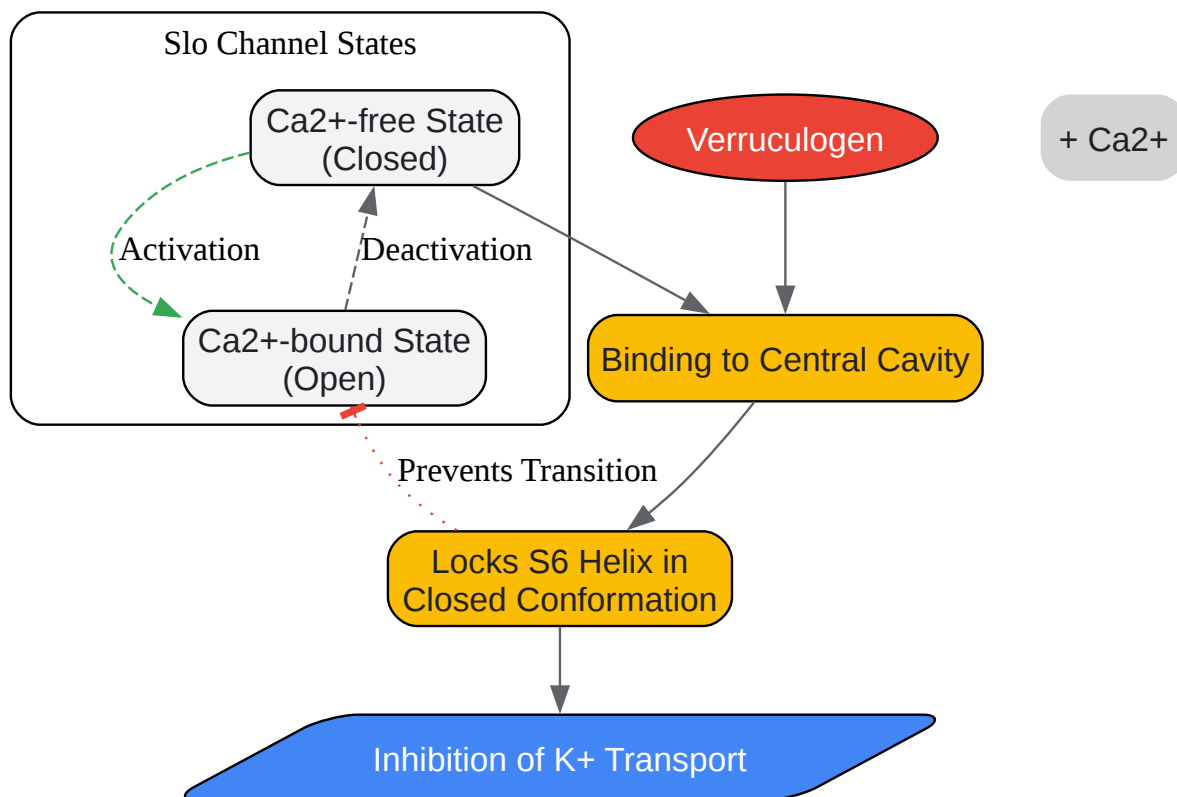 Slo Channel States
Ca2+-free State
(Closed)
Verruculogen
+ Ca2+
Activation
Deactivation
Ca2+-bound State
(Open)
Binding to Central Cavity
Prevents Transition
Locks S6 Helix in
Closed Conformation
Inhibition of K+ Transport